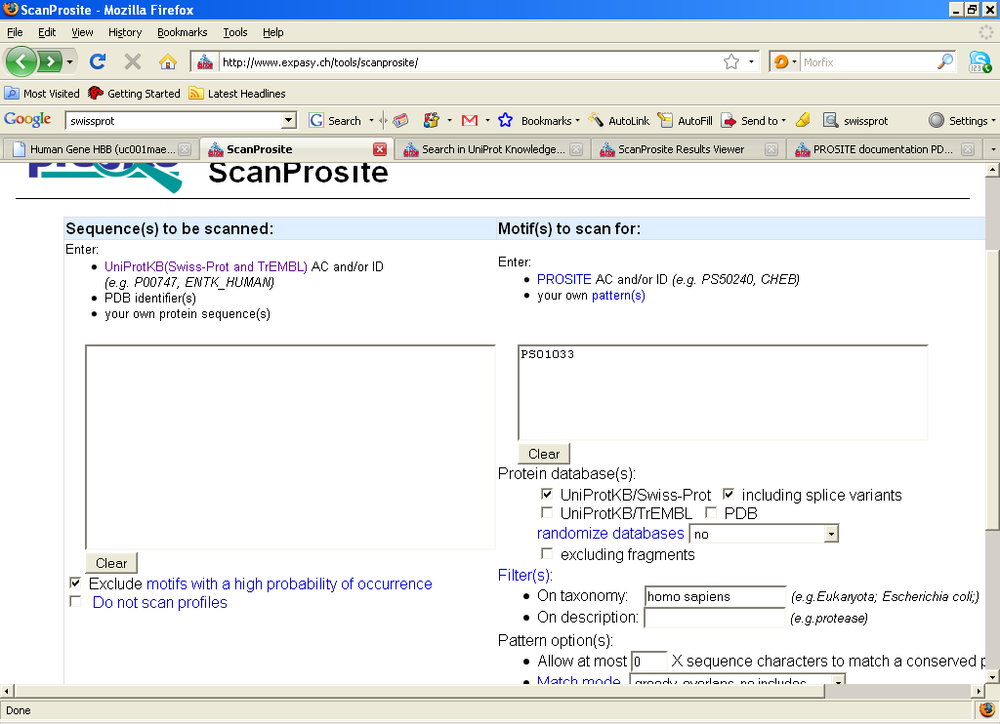 ScanProsite - Mozilla Firefox
File Edit View History Bookmarks Tools Help
http://www.expasy.ch/tools/scanprosite/ Morfix
Most Visited Getting Started Latest Headlines
Google swissprot G Search Bookmarks AutoLink AutoFill Send to swissprot Settings
Human Gene HBB (uc001mae... ScanProsite Search in UniProt Knowledge... ScanProsite Results Viewer PROSITE documentation PD...
ScanProsite
Sequence(s) to be scanned:
Enter:
UniProtKB(Swiss-Prot and TrEMBL) AC and/or ID
(e.g. P00747, ENTK_HUMAN)
PDB identifier(s)
your own protein sequence(s)
Clear
Exclude motifs with a high probability of occurrence
Do not scan profiles
Motif(s) to scan for:
Enter:
PROSITE AC and/or ID (e.g. PS50240, CHEB)
your own pattern(s)
PS01033
Clear
Protein database(s):
UniProtKB/Swiss-Prot including splice variants
UniProtKB/TrEMBL PDB
randomize databases no
excluding fragments
Filter(s):
On taxonomy: homo sapiens (e.g.Eukaryota; Escherichia coli;)
On description: (e.g.protease)
Pattern option(s):
Allow at most 0 X sequence characters to match a conserved p
Match mode greedy, overlaps, no includes
Done